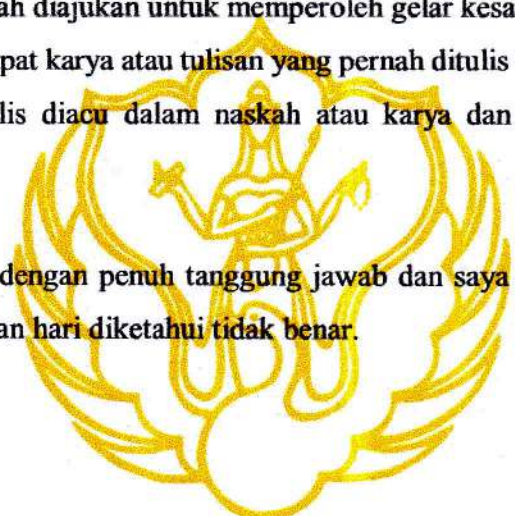 ah diajukan untuk memperoleh gelar kesa
pat karya atau tulisan yang pernah ditulis
lis diacu dalam naskah atau karya dan
dengan penuh tanggung jawab dan saya
an hari diketahui tidak benar.